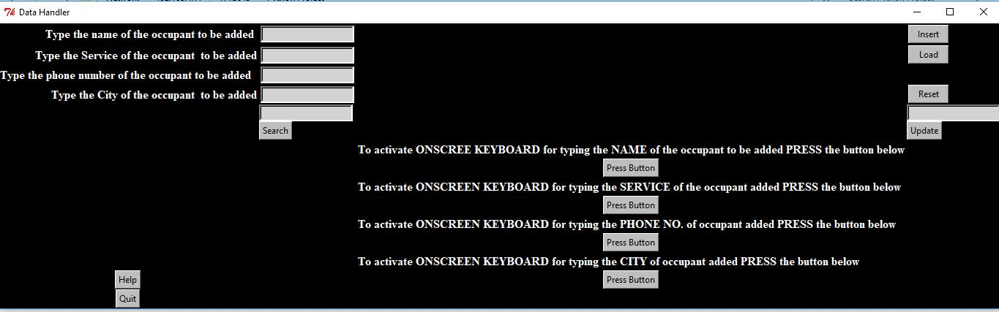 Data Handler
Type the name of the occupant to be added
Insert
Type the Service of the occupant  to be added
Load
Type the phone number of the occupant to be added
Type the City of the occupant  to be added
Reset
Search
Update
To activate ONSCREE KEYBOARD for typing the NAME of the occupant to be added PRESS the button below
Press Button
To activate ONSCREEN KEYBOARD for typing the SERVICE of the occupant added PRESS the button below
Press Button
To activate ONSCREEN KEYBOARD for typing the PHONE NO. of occupant added PRESS the button below
Press Button
To activate ONSCREEN KEYBOARD for typing the CITY of occupant added PRESS the button below
Press Button
Help
Quit